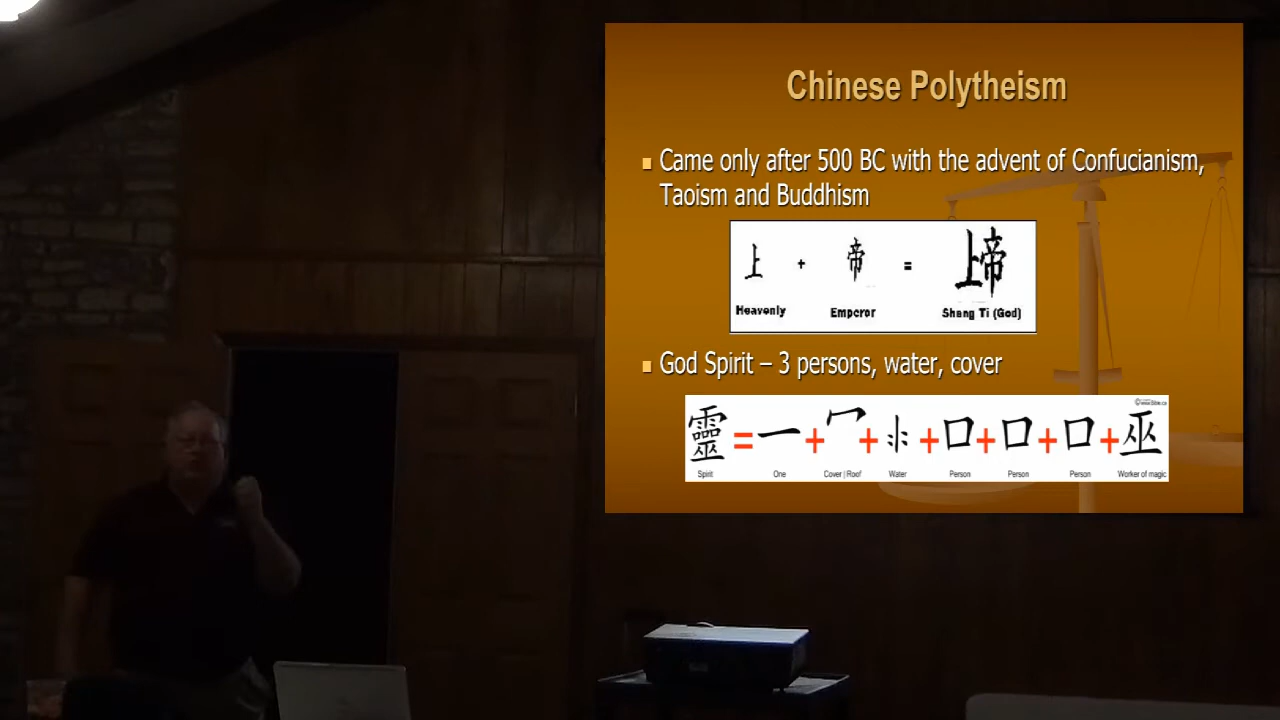 Chinese Polytheism
Came only after 500 BC with the advent of Confucianism,
Taoism and Buddhism
上 + 帝 = 上帝
Heavenly Emperor Shang Ti (God)
God Spirit – 3 persons, water, cover
靈 = 一 + 冖 + 氺 + 口 + 口 + 口 + 巫
Spirit One Cover / Roof Water Person Person Person Worker of magic